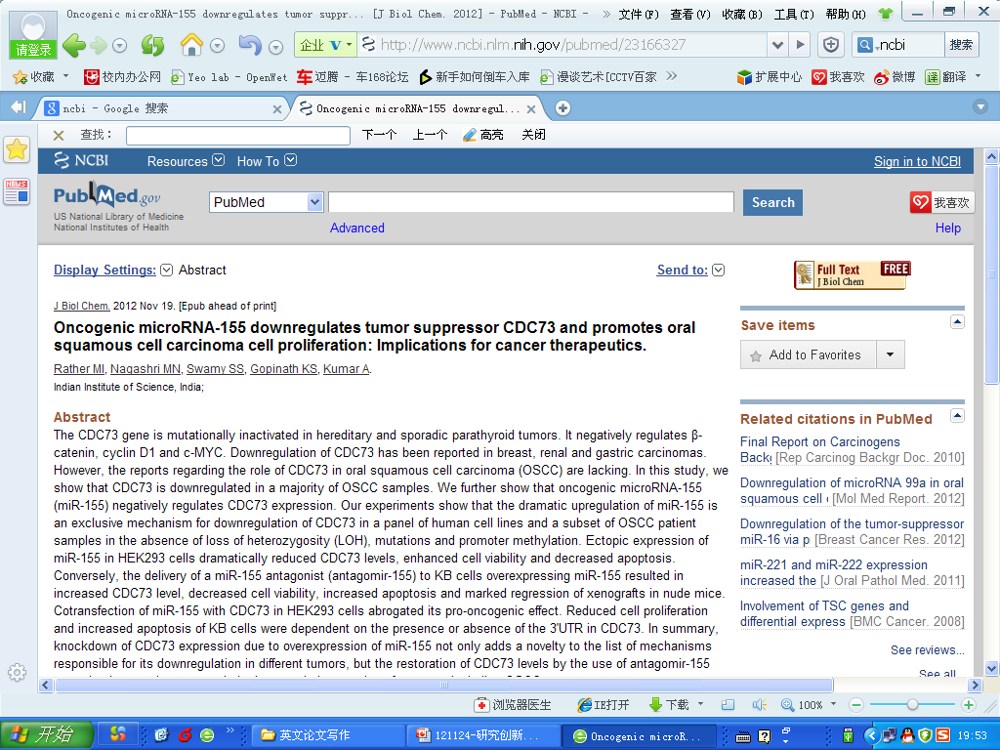 Oncogenic microRNA-155 downregulates tumor suppr... [J Biol Chem. 2012] - PubMed - NCBI -
» 文件(F) 查看(V) 收藏(B) 工具(T) 帮助(H)
请登录
企业 V
http://www.ncbi.nlm.nih.gov/pubmed/23166327
ncbi
搜索
收藏 校内办公网 Yeo lab - OpenWet 迈腾 - 车168论坛 新手如何倒车入库 漫谈艺术[CCTV百家 »
扩展中心 我喜欢 微博 译 翻译
ncbi - Google 搜索
Oncogenic microRNA-155 downregul...
查找：
下一个 上一个 高亮 关闭
NEWS
NCBI Resources How To
Sign in to NCBI
PubMed.gov
US National Library of Medicine
National Institutes of Health
PubMed
Search
Advanced
我喜欢
Help
Display Settings: Abstract
Send to:
J Biol Chem. 2012 Nov 19. [Epub ahead of print]
Oncogenic microRNA-155 downregulates tumor suppressor CDC73 and promotes oral
squamous cell carcinoma cell proliferation: Implications for cancer therapeutics.
Rather MI, Nagashri MN, Swamy SS, Gopinath KS, Kumar A.
Indian Institute of Science, India;
Abstract
The CDC73 gene is mutationally inactivated in hereditary and sporadic parathyroid tumors. It negatively regulates β-
catenin, cyclin D1 and c-MYC. Downregulation of CDC73 has been reported in breast, renal and gastric carcinomas.
However, the reports regarding the role of CDC73 in oral squamous cell carcinoma (OSCC) are lacking. In this study, we
show that CDC73 is downregulated in a majority of OSCC samples. We further show that oncogenic microRNA-155
(miR-155) negatively regulates CDC73 expression. Our experiments show that the dramatic upregulation of miR-155 is
an exclusive mechanism for downregulation of CDC73 in a panel of human cell lines and a subset of OSCC patient
samples in the absence of loss of heterozygosity (LOH), mutations and promoter methylation. Ectopic expression of
miR-155 in HEK293 cells dramatically reduced CDC73 levels, enhanced cell viability and decreased apoptosis.
Conversely, the delivery of a miR-155 antagonist (antagomir-155) to KB cells overexpressing miR-155 resulted in
increased CDC73 level, decreased cell viability, increased apoptosis and marked regression of xenografts in nude mice.
Cotransfection of miR-155 with CDC73 in HEK293 cells abrogated its pro-oncogenic effect. Reduced cell proliferation
and increased apoptosis of KB cells were dependent on the presence or absence of the 3'UTR in CDC73. In summary,
knockdown of CDC73 expression due to overexpression of miR-155 not only adds a novelty to the list of mechanisms
responsible for its downregulation in different tumors, but the restoration of CDC73 levels by the use of antagomir-155
Full Text FREE
J Biol Chem
Save items
Add to Favorites
Related citations in PubMed
Final Report on Carcinogens
Backg [Rep Carcinog Backgr Doc. 2010]
Downregulation of microRNA 99a in oral
squamous cell [Mol Med Report. 2012]
Downregulation of the tumor-suppressor
miR-16 via p [Breast Cancer Res. 2012]
miR-221 and miR-222 expression
increased the [J Oral Pathol Med. 2011]
Involvement of TSC genes and
differential express [BMC Cancer. 2008]
See reviews...
See all
浏览器医生 IE打开 下载 100%
开始
»
英文论文写作
121124-研究创新...
Oncogenic microR...
19:53